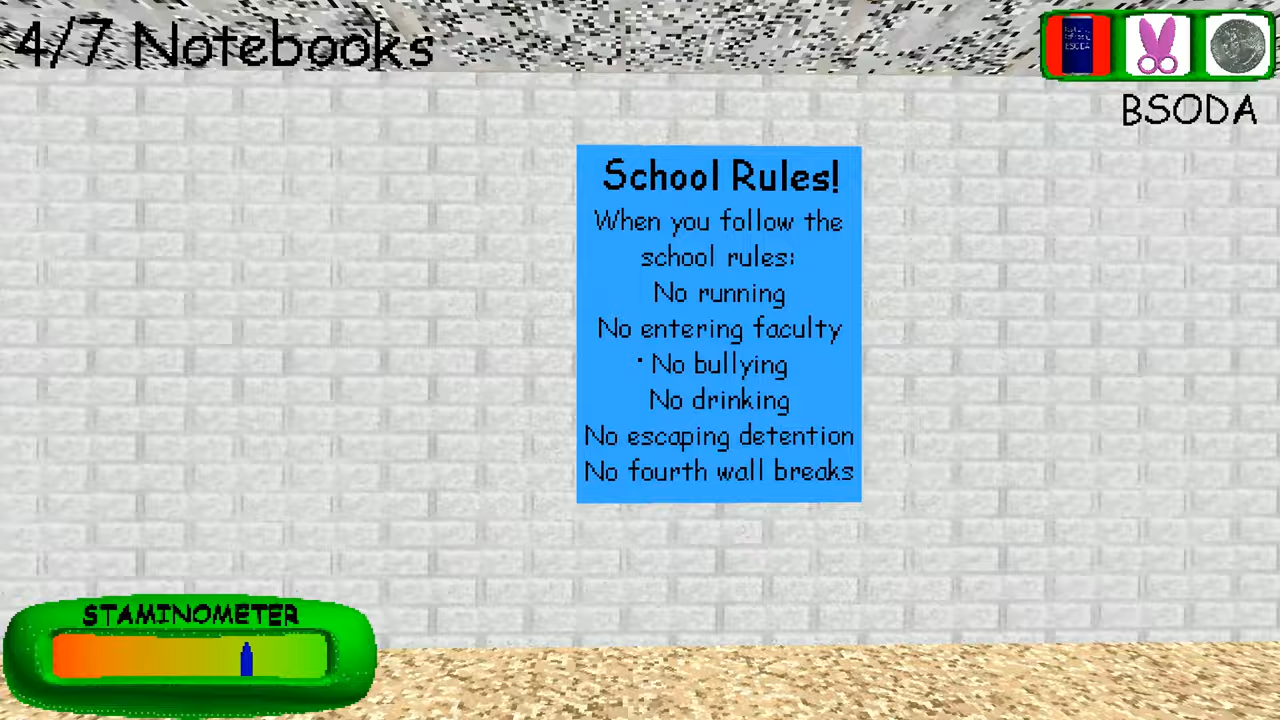 4/7 Notebooks
BSODA
BSODA
School Rules!
When you follow the
school rules:
No running
No entering faculty
No bullying
No drinking
No escaping detention
No fourth wall breaks
STAMINOMETER